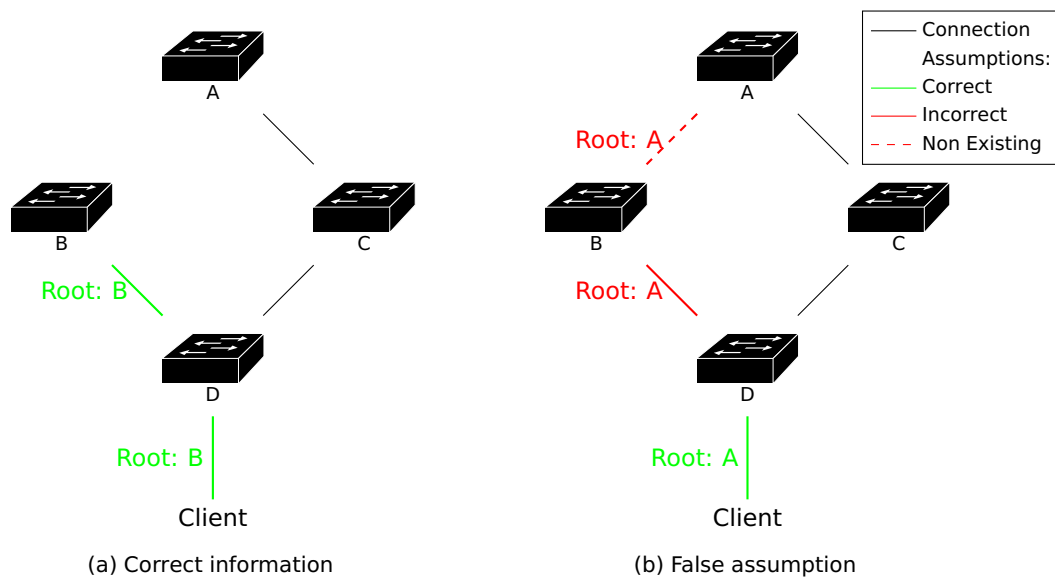 A
B
C
Root: B
D
Root: B
Client
(a) Correct information
A
Root: A
B
C
Root: A
D
Root: A
Client
(b) False assumption
Connection
Assumptions:
Correct
Incorrect
Non Existing